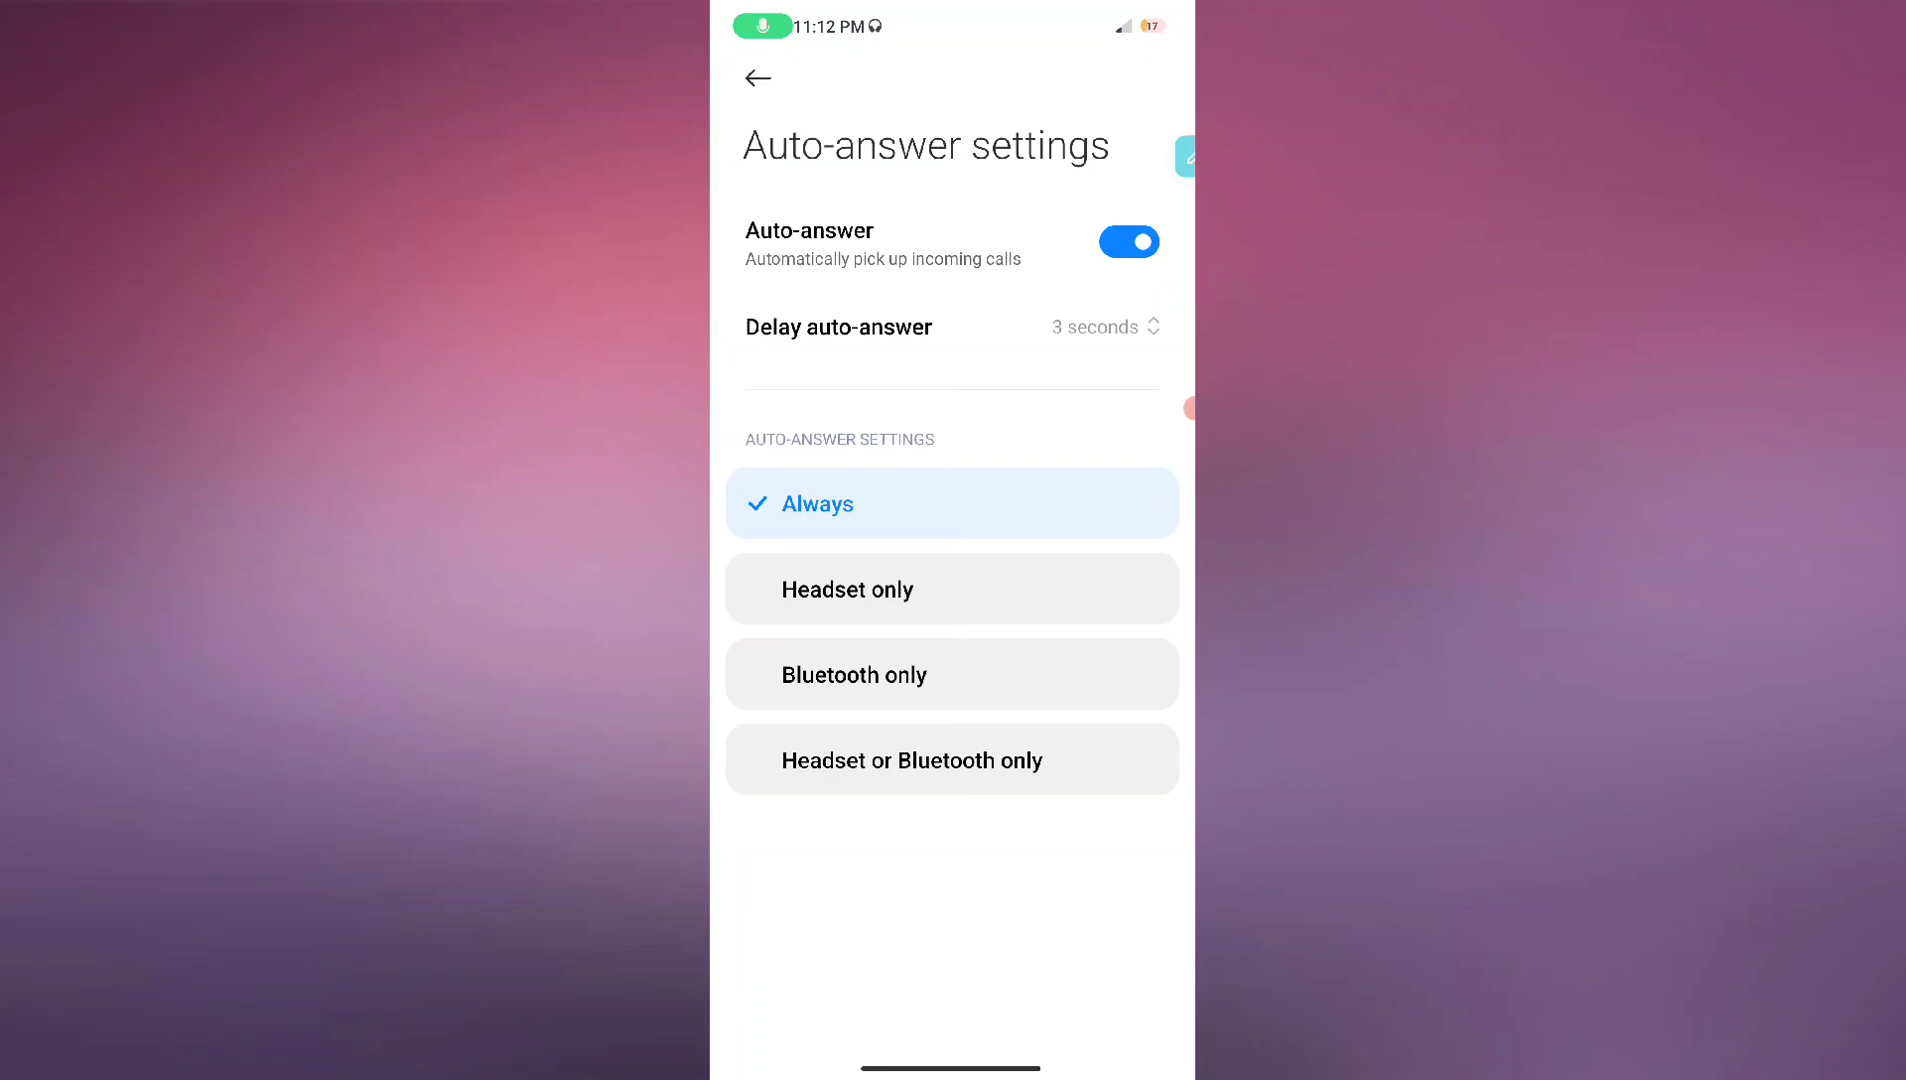 11:12 PM 17
Auto-answer settings
Auto-answer
Automatically pick up incoming calls
Delay auto-answer 3 seconds
AUTO-ANSWER SETTINGS
Always
Headset only
Bluetooth only
Headset or Bluetooth only